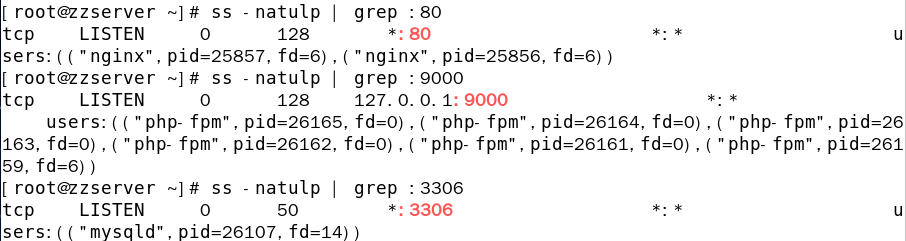 [root@zzserver ~]# ss -natulp | grep :80
tcp    LISTEN     0      128       *:80                    *:*                   u
sers:(("nginx",pid=25857,fd=6),("nginx",pid=25856,fd=6))
[root@zzserver ~]# ss -natulp | grep :9000
tcp    LISTEN     0      128    127.0.0.1:9000                  *:*
    users:(("php-fpm",pid=26165,fd=0),("php-fpm",pid=26164,fd=0),("php-fpm",pid=26
163,fd=0),("php-fpm",pid=26162,fd=0),("php-fpm",pid=26161,fd=0),("php-fpm",pid=261
59,fd=6))
[root@zzserver ~]# ss -natulp | grep :3306
tcp    LISTEN     0      50        *:3306                  *:*                   u
sers:(("mysqld",pid=26107,fd=14))